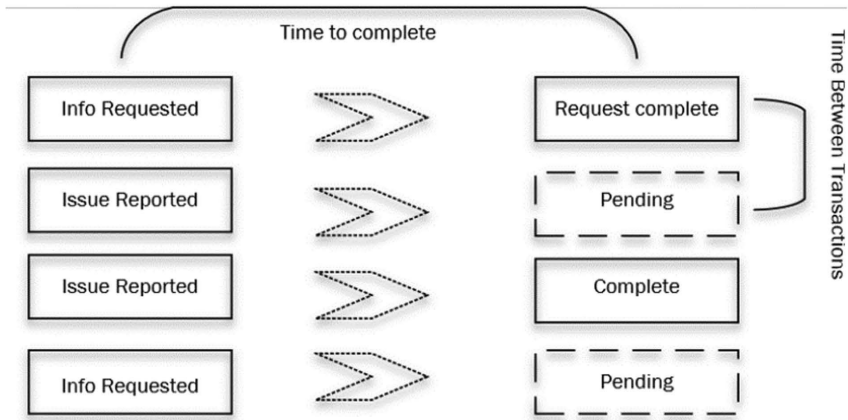 Time to complete
Time Between Transactions
Info Requested
Request complete
Issue Reported
Pending
Issue Reported
Complete
Info Requested
Pending